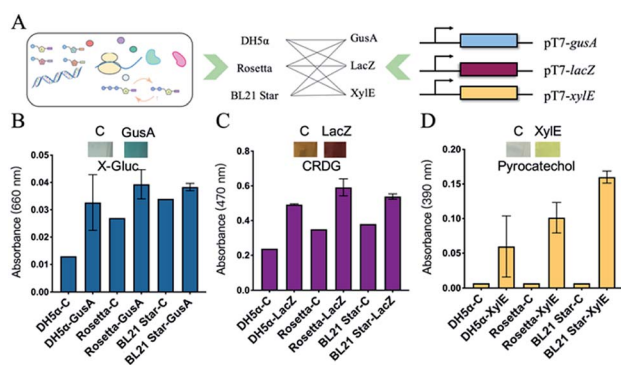 A
DH5α
Rosetta
BL21 Star
GusA
LacZ
XylE
pT7-gusA
pT7-lacZ
pT7-xylE
B
C GusA
X-Gluc
Absorbance (660 nm)
0.05
0.04
0.03
0.02
0.01
0.00
DH5α-C
DH5α-GusA
Rosetta-C
Rosetta-GusA
BL21 Star-C
BL21 Star-GusA
C
C LacZ
CRDG
Absorbance (470 nm)
0.8
0.6
0.4
0.2
0.0
DH5α-C
DH5α-LacZ
Rosetta-C
Rosetta-LacZ
BL21 Star-C
BL21 Star-LacZ
D
C XylE
Pyrocatechol
Absorbance (390 nm)
0.20
0.15
0.10
0.05
0.00
DH5α-C
DH5α-XylE
Rosetta-C
Rosetta-XylE
BL21 Star-C
BL21 Star-XylE